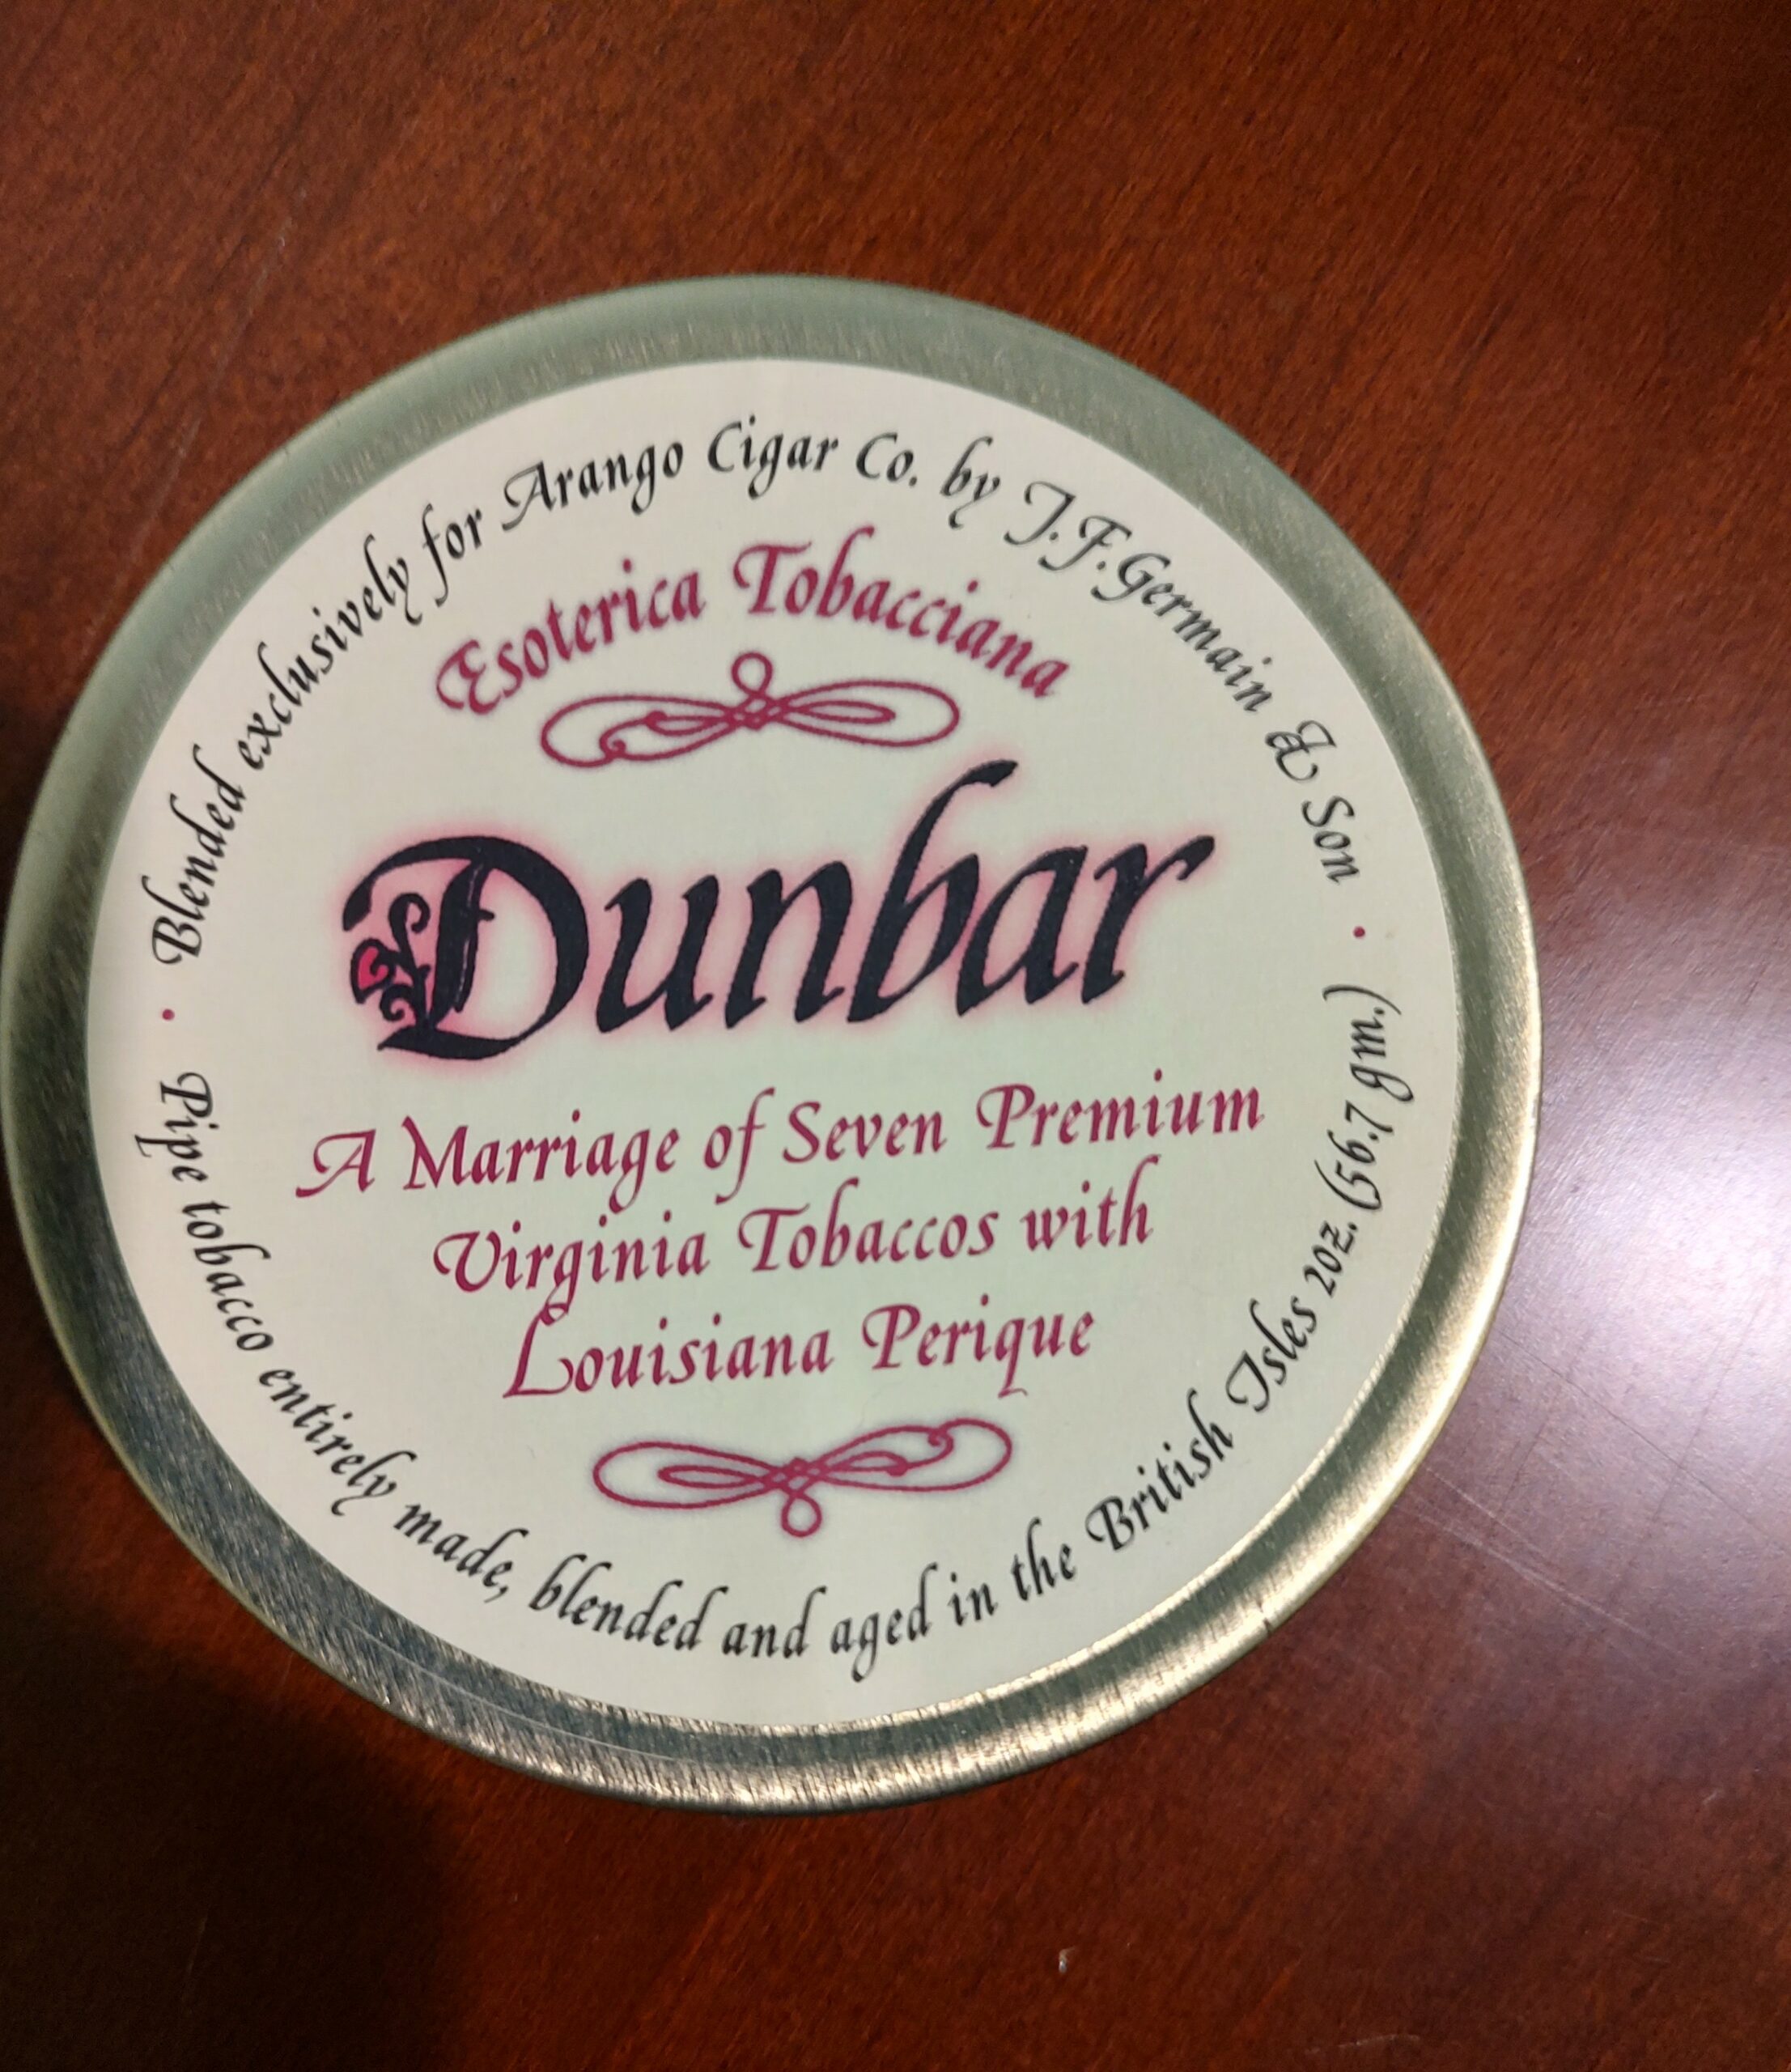 Blended exclusively for Arango Cigar Co. by J.F.Germain & Son
Esoterica Tobacciana
Dunbar
A Marriage of Seven Premium
Virginia Tobaccos with
Louisiana Perique
Pipe tobacco entirely made, blended and aged in the British Isles 2oz. (56.7 gm.)